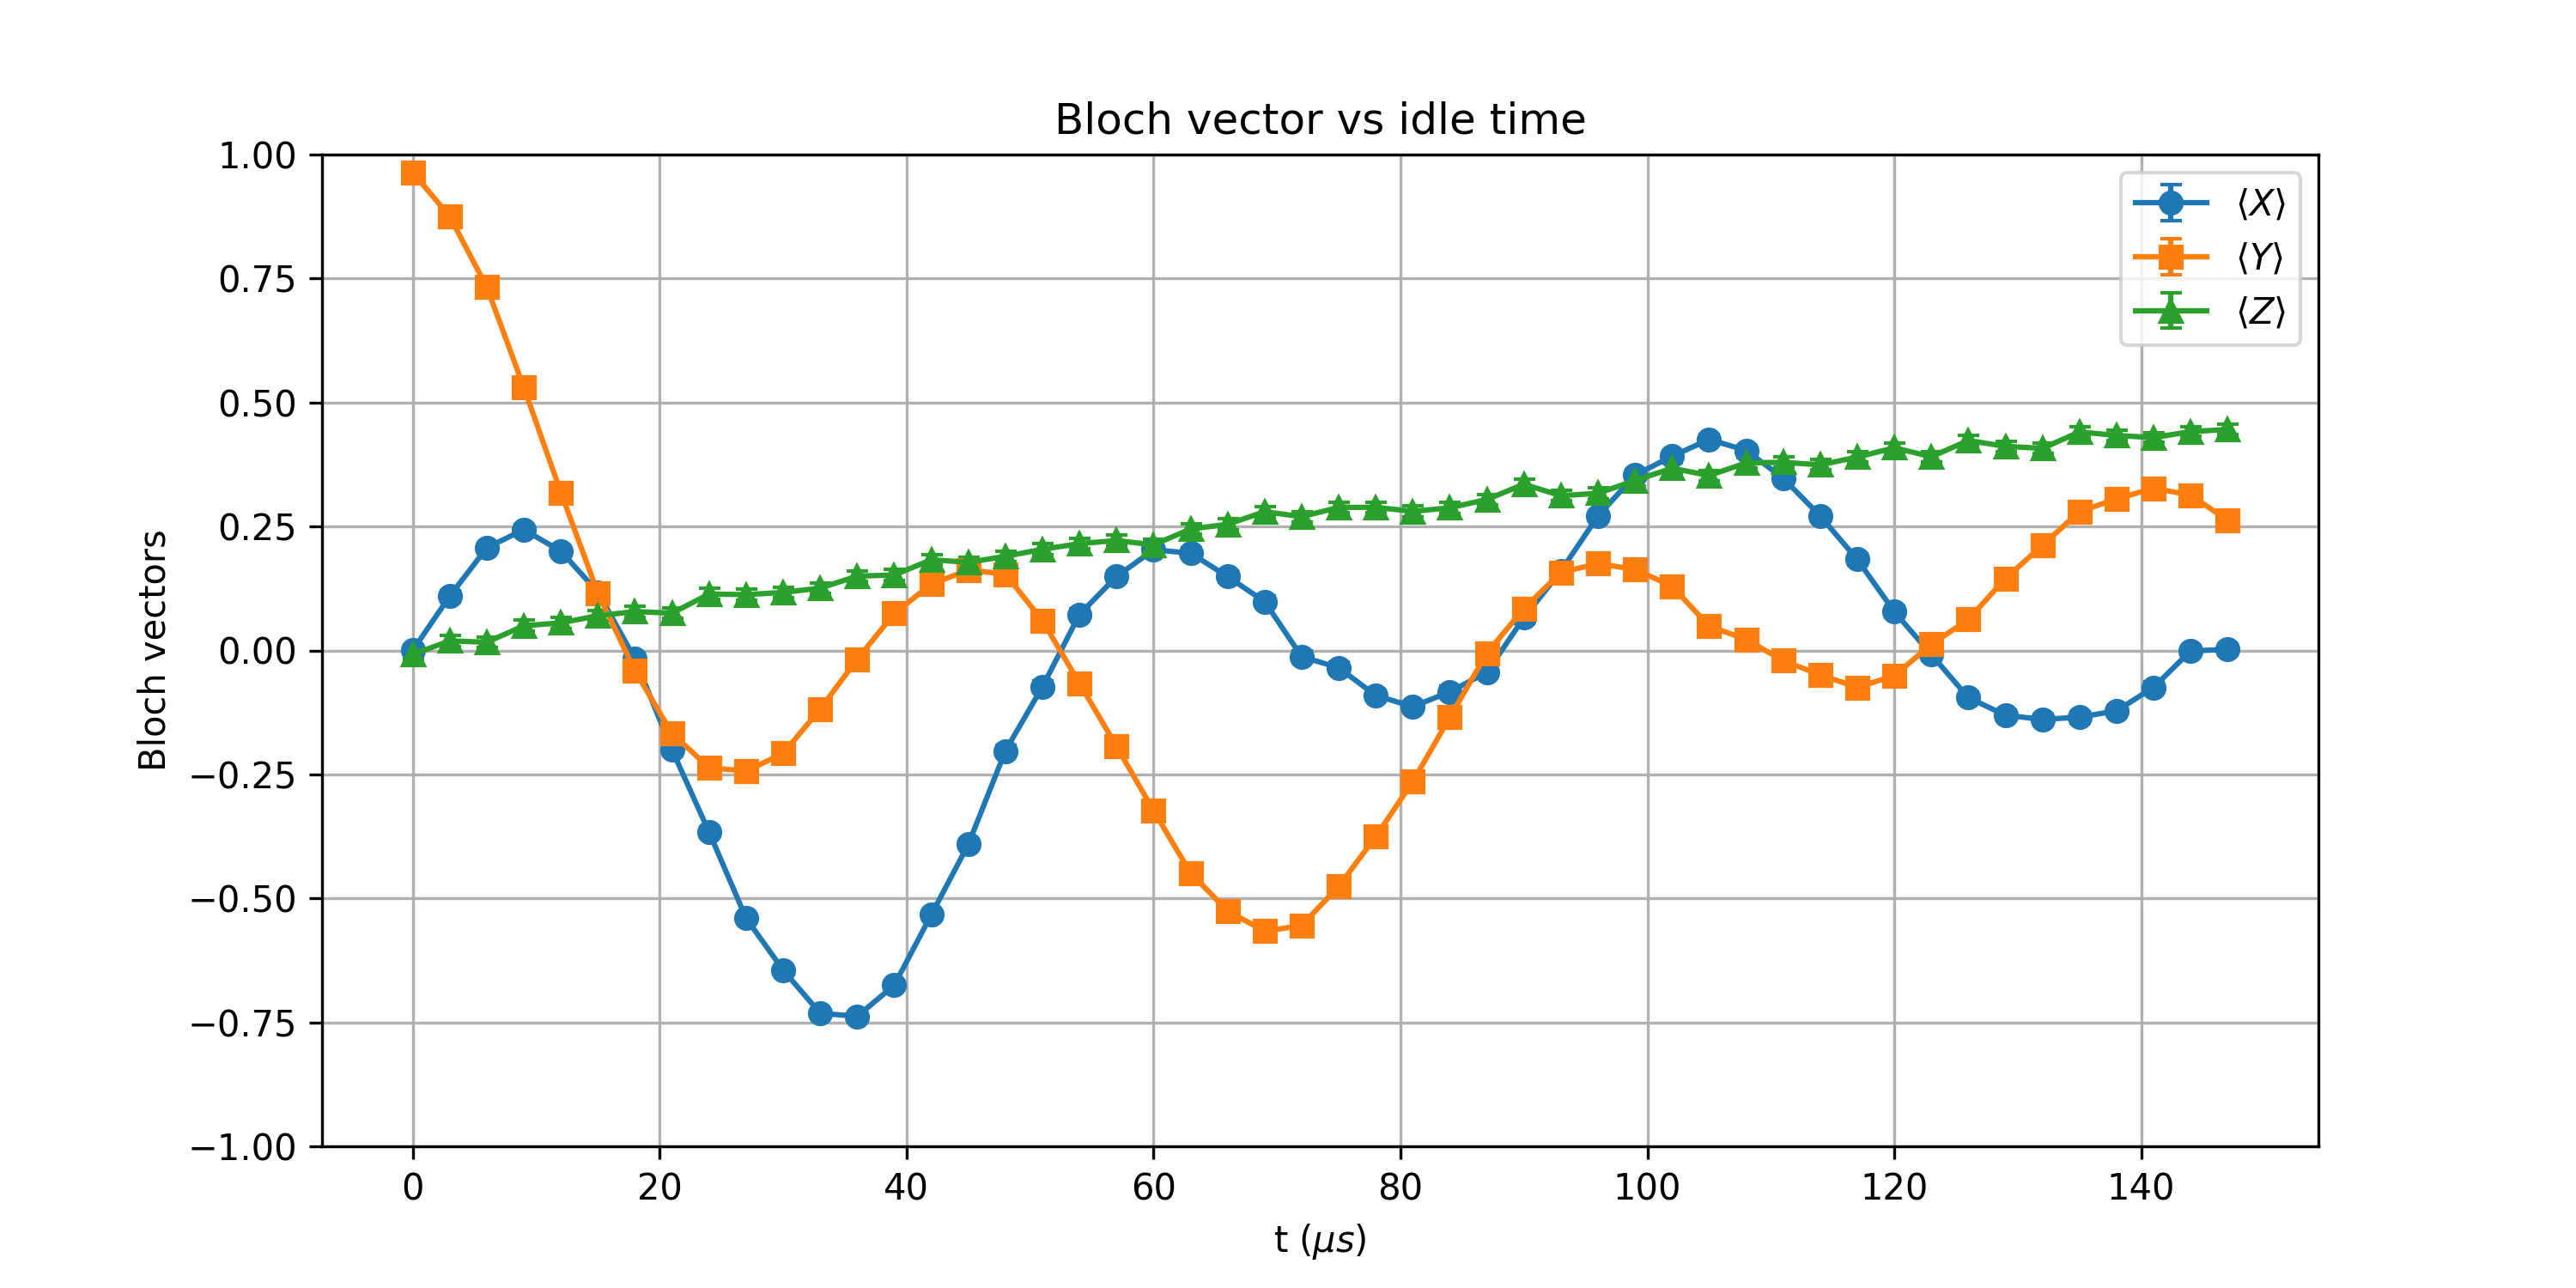 Bloch vector vs idle time
1.00
0.75
0.50
0.25
0.00
−0.25
−0.50
−0.75
−1.00
Bloch vectors
⟨X⟩
⟨Y⟩
⟨Z⟩
0 20 40 60 80 100 120 140
t (μs)